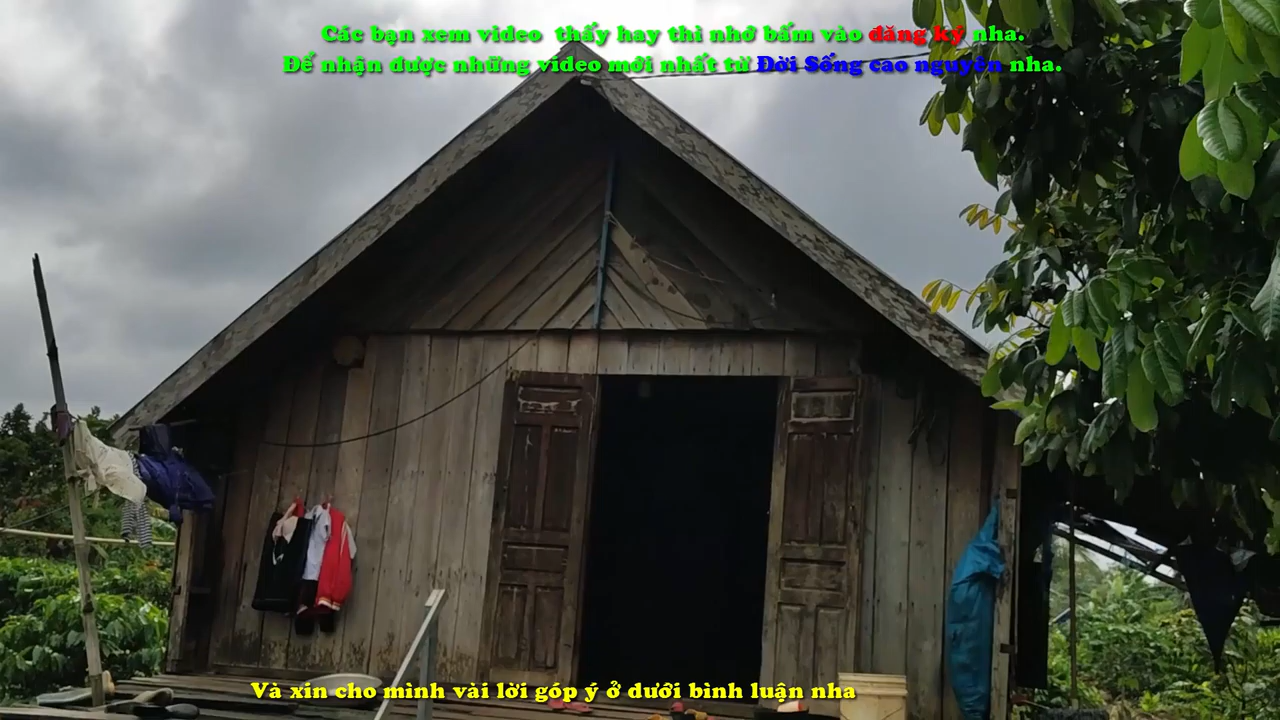 Các bạn xem video thấy hay thì nhớ bấm vào đăng ký nha.
Để nhận được những video mới nhất từ Đời Sống cao nguyên nha.
Và xin cho mình vài lời góp ý ở dưới bình luận nha